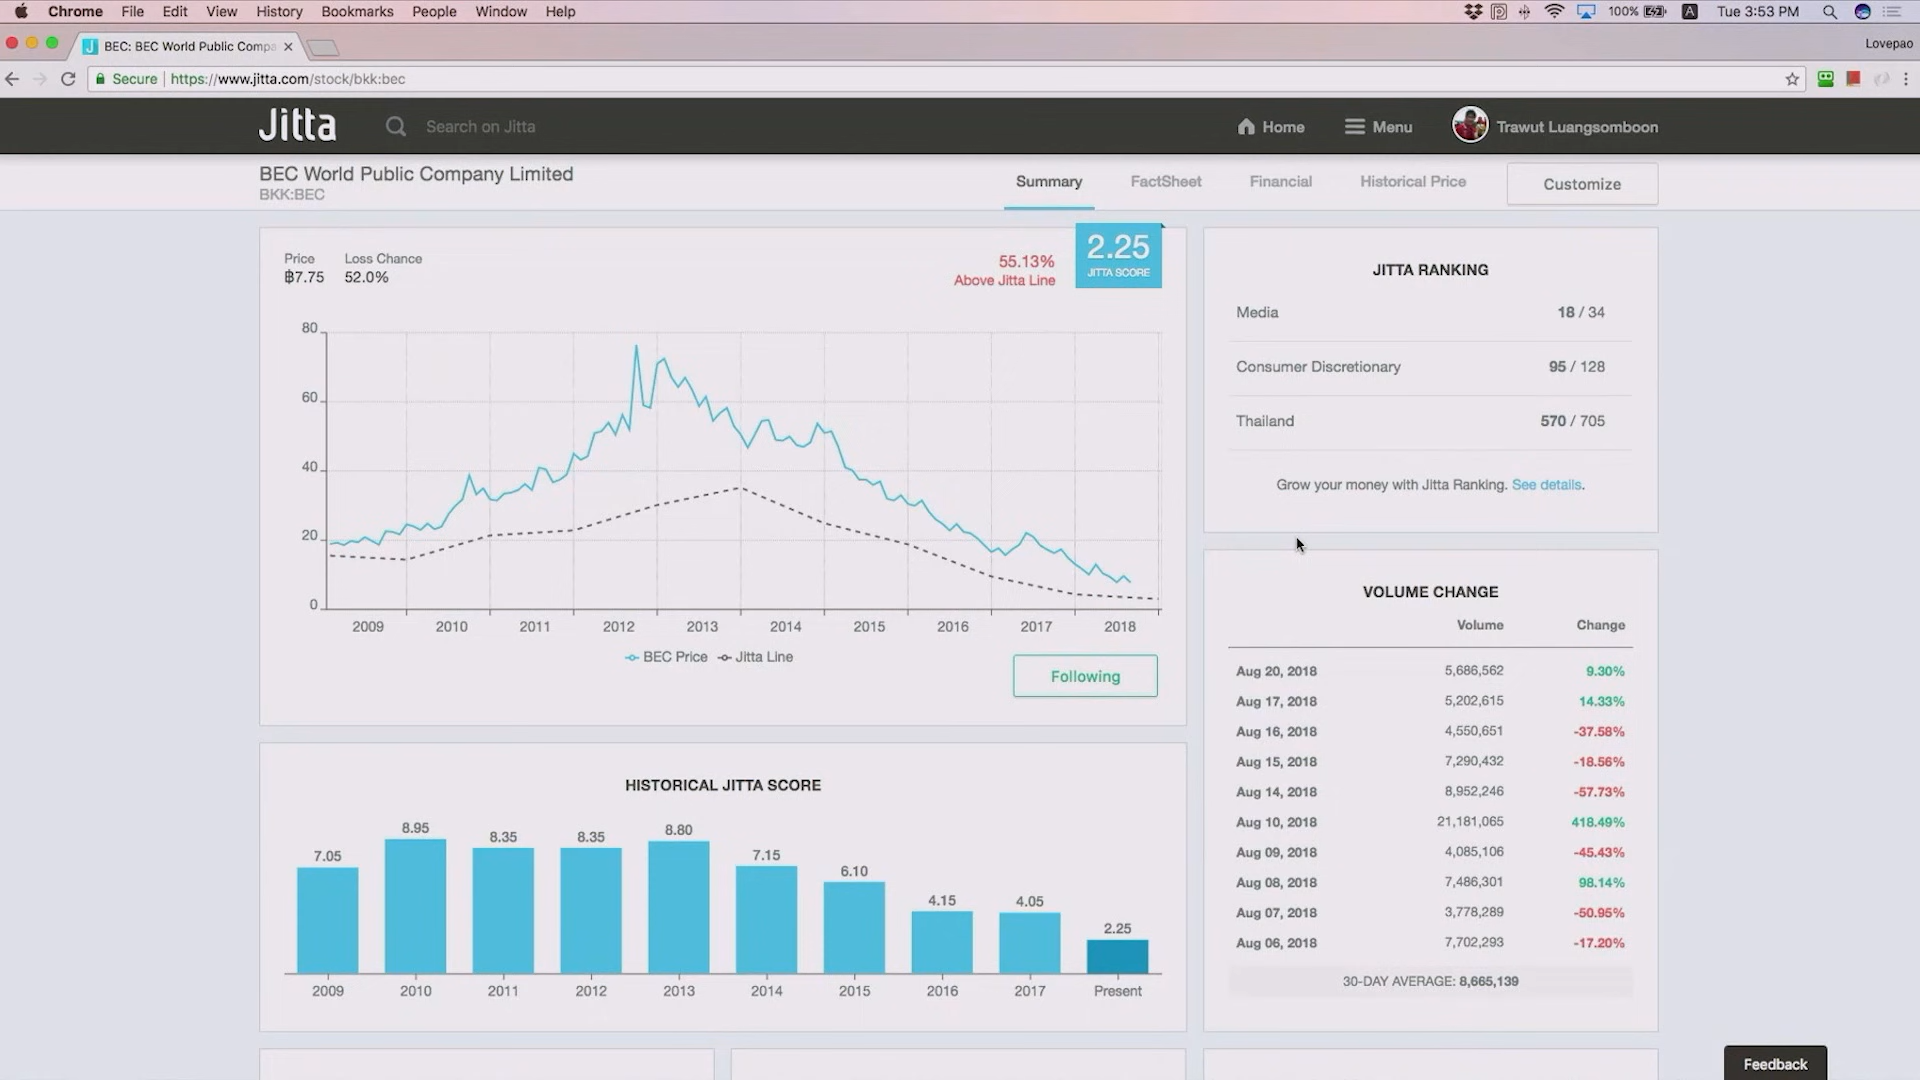 Chrome File Edit View History Bookmarks People Window Help 100% A Tue 3:53 PM
BEC: BEC World Public Compa Lovepao
Secure https://www.jitta.com/stock/bkk:bec
Jitta Search on Jitta Home Menu Trawut Luangsomboon
BEC World Public Company Limited
BKK:BEC
Summary FactSheet Financial Historical Price Customize
Price Loss Chance
฿7.75 52.0%
55.13%
Above Jitta Line
2.25
JITTA SCORE
80
60
40
20
0
2009 2010 2011 2012 2013 2014 2015 2016 2017 2018
BEC Price Jitta Line
Following
HISTORICAL JITTA SCORE
7.05 8.95 8.35 8.35 8.80 7.15 6.10 4.15 4.05 2.25
2009 2010 2011 2012 2013 2014 2015 2016 2017 Present
JITTA RANKING
Media 18 / 34
Consumer Discretionary 95 / 128
Thailand 570 / 705
Grow your money with Jitta Ranking. See details.
VOLUME CHANGE
Volume Change
Aug 20, 2018 5,686,562 9.30%
Aug 17, 2018 5,202,615 14.33%
Aug 16, 2018 4,550,651 -37.58%
Aug 15, 2018 7,290,432 -18.56%
Aug 14, 2018 8,952,246 -57.73%
Aug 10, 2018 21,181,065 418.49%
Aug 09, 2018 4,085,106 -45.43%
Aug 08, 2018 7,486,301 98.14%
Aug 07, 2018 3,778,289 -50.95%
Aug 06, 2018 7,702,293 -17.20%
30-DAY AVERAGE: 8,665,139
Feedback